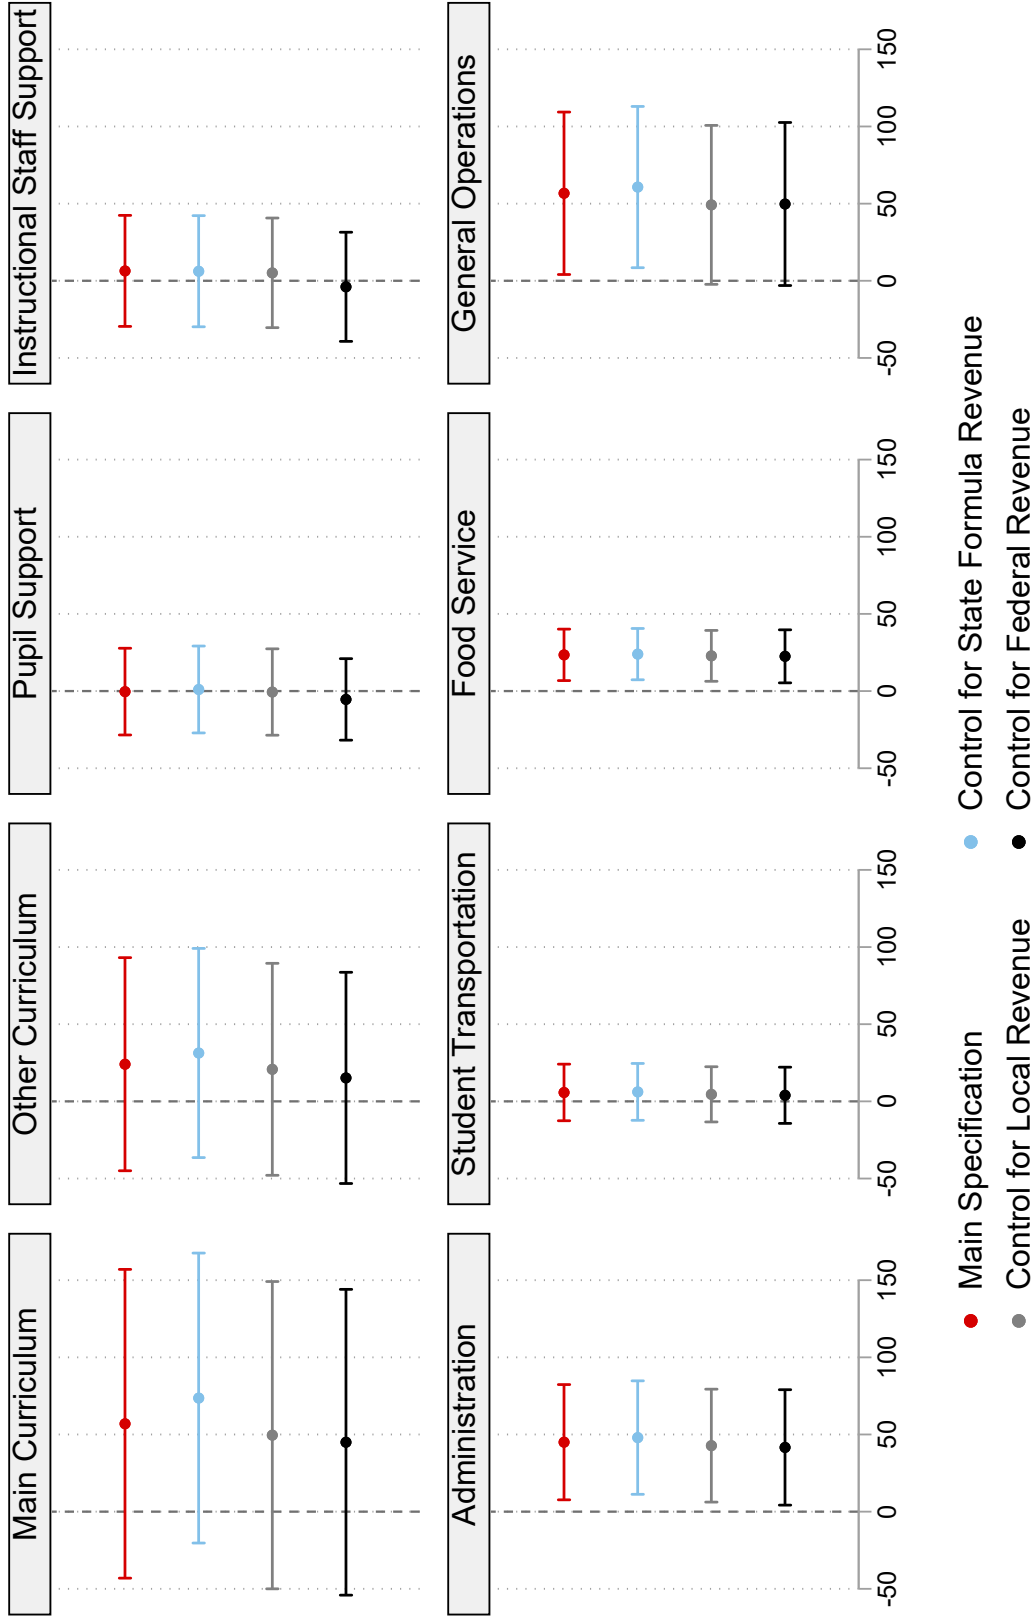 Main Curriculum
Other Curriculum
Pupil Support
Instructional Staff Support
Administration
Student Transportation
Food Service
General Operations
-50 0 50 100 150
-50 0 50 100 150
-50 0 50 100 150
-50 0 50 100 150
Main Specification
Control for State Formula Revenue
Control for Local Revenue
Control for Federal Revenue